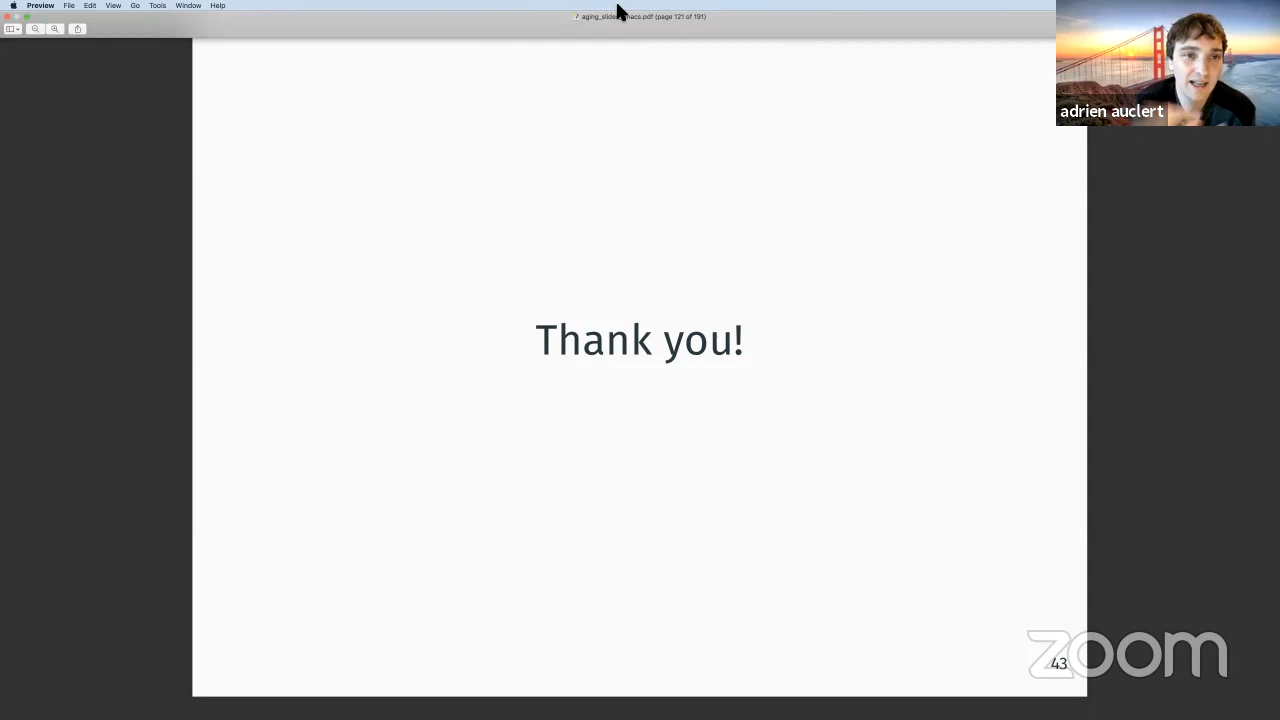 Preview File Edit View Go Tools Window Help
(page 121 of 191)
adrien auclert
Thank you!
43
zoom